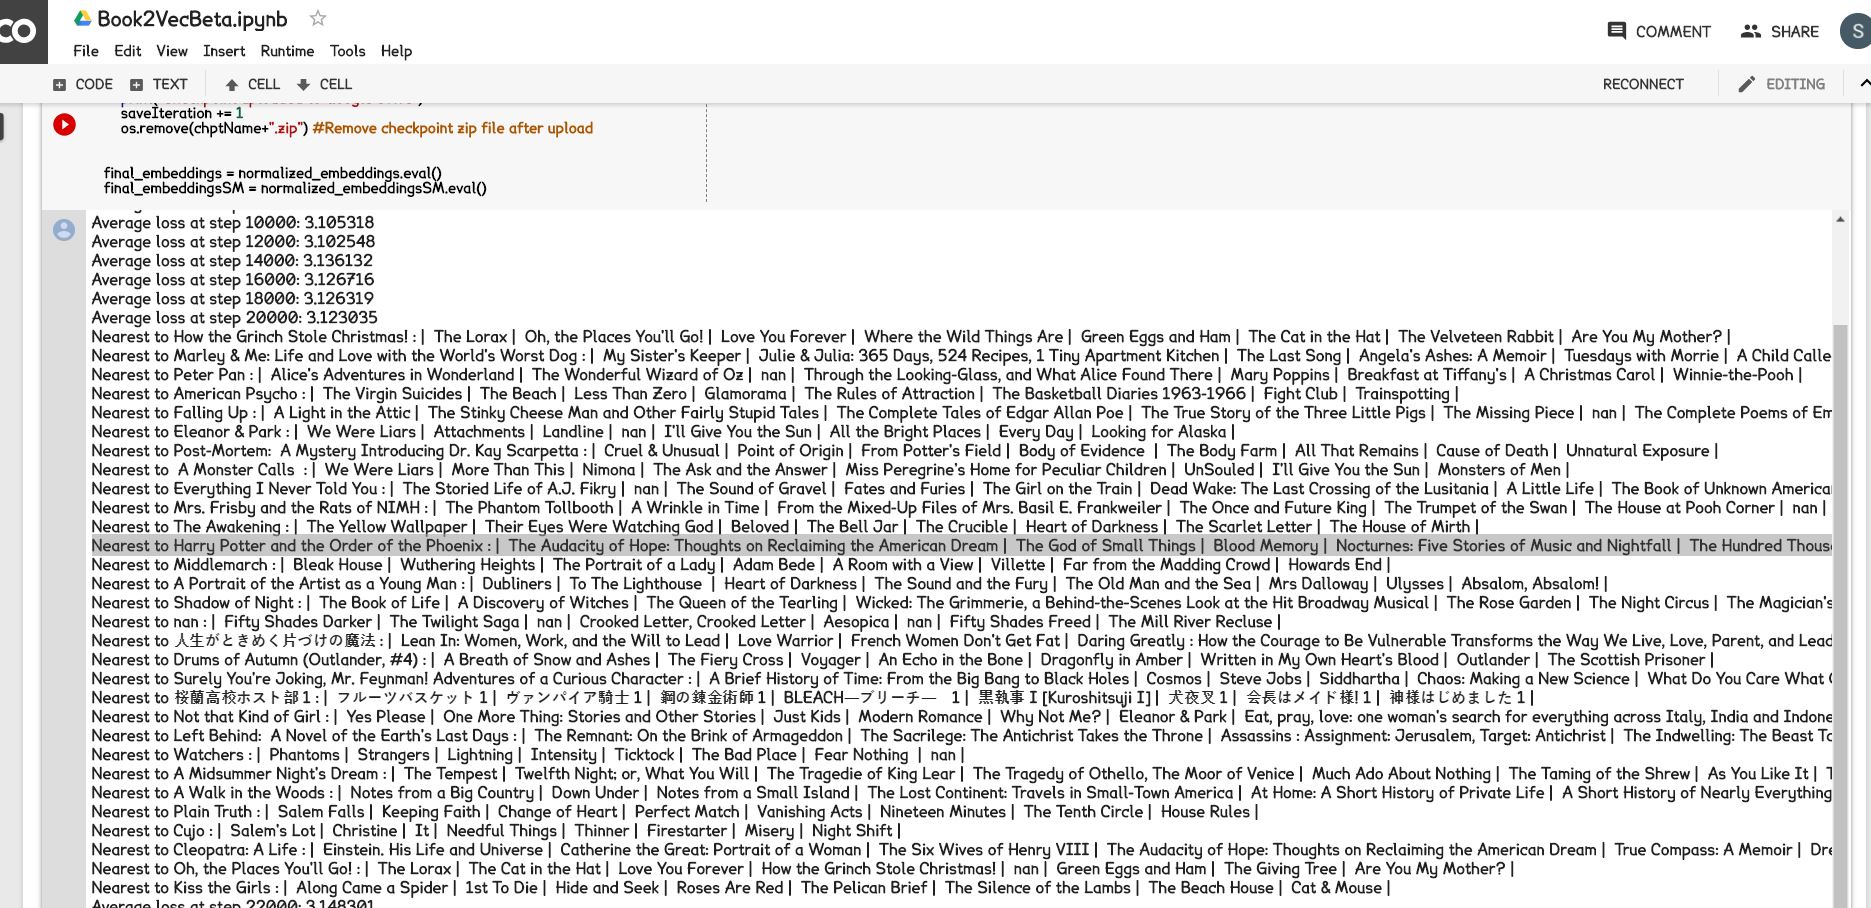 CO
Book2VecBeta.ipynb
File Edit View Insert Runtime Tools Help
COMMENT SHARE S
CODE TEXT CELL CELL RECONNECT EDITING
saveIteration += 1
os.remove(chptName+".zip") #Remove checkpoint zip file after upload
final_embeddings = normalized_embeddings.eval()
final_embeddingsSM = normalized_embeddingsSM.eval()
Average loss at step 10000: 3.105318
Average loss at step 12000: 3.102548
Average loss at step 14000: 3.136132
Average loss at step 16000: 3.126716
Average loss at step 18000: 3.126319
Average loss at step 20000: 3.123035
Nearest to How the Grinch Stole Christmas! : | The Lorax | Oh, the Places You'll Go! | Love You Forever | Where the Wild Things Are | Green Eggs and Ham | The Cat in the Hat | The Velveteen Rabbit | Are You My Mother? |
Nearest to Marley & Me: Life and Love with the World's Worst Dog : | My Sister's Keeper | Julie & Julia: 365 Days, 524 Recipes, 1 Tiny Apartment Kitchen | The Last Song | Angela's Ashes: A Memoir | Tuesdays with Morrie | A Child Calle
Nearest to Peter Pan : | Alice's Adventures in Wonderland | The Wonderful Wizard of Oz | nan | Through the Looking-Glass, and What Alice Found There | Mary Poppins | Breakfast at Tiffany's | A Christmas Carol | Winnie-the-Pooh |
Nearest to American Psycho : | The Virgin Suicides | The Beach | Less Than Zero | Glamorama | The Rules of Attraction | The Basketball Diaries 1963-1966 | Fight Club | Trainspotting |
Nearest to Falling Up : | A Light in the Attic | The Stinky Cheese Man and Other Fairly Stupid Tales | The Complete Tales of Edgar Allan Poe | The True Story of the Three Little Pigs | The Missing Piece | nan | The Complete Poems of Em
Nearest to Eleanor & Park : | We Were Liars | Attachments | Landline | nan | I'll Give You the Sun | All the Bright Places | Every Day | Looking for Alaska |
Nearest to Post-Mortem: A Mystery Introducing Dr. Kay Scarpetta : | Cruel & Unusual | Point of Origin | From Potter's Field | Body of Evidence | The Body Farm | All That Remains | Cause of Death | Unnatural Exposure |
Nearest to A Monster Calls : | We Were Liars | More Than This | Nimona | The Ask and the Answer | Miss Peregrine's Home for Peculiar Children | UnSouled | I'll Give You the Sun | Monsters of Men |
Nearest to Everything I Never Told You : | The Storied Life of A.J. Fikry | nan | The Sound of Gravel | Fates and Furies | The Girl on the Train | Dead Wake: The Last Crossing of the Lusitania | A Little Life | The Book of Unknown America
Nearest to Mrs. Frisby and the Rats of NIMH : | The Phantom Tollbooth | A Wrinkle in Time | From the Mixed-Up Files of Mrs. Basil E. Frankweiler | The Once and Future King | The Trumpet of the Swan | The House at Pooh Corner | nan |
Nearest to The Awakening : | The Yellow Wallpaper | Their Eyes Were Watching God | Beloved | The Bell Jar | The Crucible | Heart of Darkness | The Scarlet Letter | The House of Mirth |
Nearest to Harry Potter and the Order of the Phoenix : | The Audacity of Hope: Thoughts on Reclaiming the American Dream | The God of Small Things | Blood Memory | Nocturnes: Five Stories of Music and Nightfall | The Hundred Thous
Nearest to Middlemarch : | Bleak House | Wuthering Heights | The Portrait of a Lady | Adam Bede | A Room with a View | Villette | Far from the Madding Crowd | Howards End |
Nearest to A Portrait of the Artist as a Young Man : | Dubliners | To The Lighthouse | Heart of Darkness | The Sound and the Fury | The Old Man and the Sea | Mrs Dalloway | Ulysses | Absalom, Absalom! |
Nearest to Shadow of Night : | The Book of Life | A Discovery of Witches | The Queen of the Tearling | Wicked: The Grimmerie, a Behind-the-Scenes Look at the Hit Broadway Musical | The Rose Garden | The Night Circus | The Magician's
Nearest to nan : | Fifty Shades Darker | The Twilight Saga | nan | Crooked Letter, Crooked Letter | Aesopica | nan | Fifty Shades Freed | The Mill River Recluse |
Nearest to 人生がときめく片づけの魔法 : | Lean In: Women, Work, and the Will to Lead | Love Warrior | French Women Don't Get Fat | Daring Greatly : How the Courage to Be Vulnerable Transforms the Way We Live, Love, Parent, and Lead
Nearest to Drums of Autumn (Outlander, #4) : | A Breath of Snow and Ashes | The Fiery Cross | Voyager | An Echo in the Bone | Dragonfly in Amber | Written in My Own Heart's Blood | Outlander | The Scottish Prisoner |
Nearest to Surely You're Joking, Mr. Feynman! Adventures of a Curious Character : | A Brief History of Time: From the Big Bang to Black Holes | Cosmos | Steve Jobs | Siddhartha | Chaos: Making a New Science | What Do You Care What
Nearest to 桜蘭高校ホスト部 1 : | フルーツバスケット 1 | ヴァンパイア騎士 1 | 鋼の錬金術師 1 | BLEACH―ブリーチ― 1 | 黒執事 I [Kuroshitsuji I] | 犬夜叉 1 | 会長はメイド様! 1 | 神様はじめました 1 |
Nearest to Not that Kind of Girl : | Yes Please | One More Thing: Stories and Other Stories | Just Kids | Modern Romance | Why Not Me? | Eleanor & Park | Eat, pray, love: one woman's search for everything across Italy, India and Indone
Nearest to Left Behind: A Novel of the Earth's Last Days : | The Remnant: On the Brink of Armageddon | The Sacrilege: The Antichrist Takes the Throne | Assassins : Assignment: Jerusalem, Target: Antichrist | The Indwelling: The Beast To
Nearest to Watchers : | Phantoms | Strangers | Lightning | Intensity | Ticktock | The Bad Place | Fear Nothing | nan |
Nearest to A Midsummer Night's Dream : | The Tempest | Twelfth Night; or, What You Will | The Tragedie of King Lear | The Tragedy of Othello, The Moor of Venice | Much Ado About Nothing | The Taming of the Shrew | As You Like It | T
Nearest to A Walk in the Woods : | Notes from a Big Country | Down Under | Notes from a Small Island | The Lost Continent: Travels in Small-Town America | At Home: A Short History of Private Life | A Short History of Nearly Everything
Nearest to Plain Truth : | Salem Falls | Keeping Faith | Change of Heart | Perfect Match | Vanishing Acts | Nineteen Minutes | The Tenth Circle | House Rules |
Nearest to Cujo : | Salem's Lot | Christine | It | Needful Things | Thinner | Firestarter | Misery | Night Shift |
Nearest to Cleopatra: A Life : | Einstein. His Life and Universe | Catherine the Great: Portrait of a Woman | The Six Wives of Henry VIII | The Audacity of Hope: Thoughts on Reclaiming the American Dream | True Compass: A Memoir | Dre
Nearest to Oh, the Places You'll Go! : | The Lorax | The Cat in the Hat | Love You Forever | How the Grinch Stole Christmas! | nan | Green Eggs and Ham | The Giving Tree | Are You My Mother? |
Nearest to Kiss the Girls : | Along Came a Spider | 1st To Die | Hide and Seek | Roses Are Red | The Pelican Brief | The Silence of the Lambs | The Beach House | Cat & Mouse |
Average loss at step 22000: 3.148301